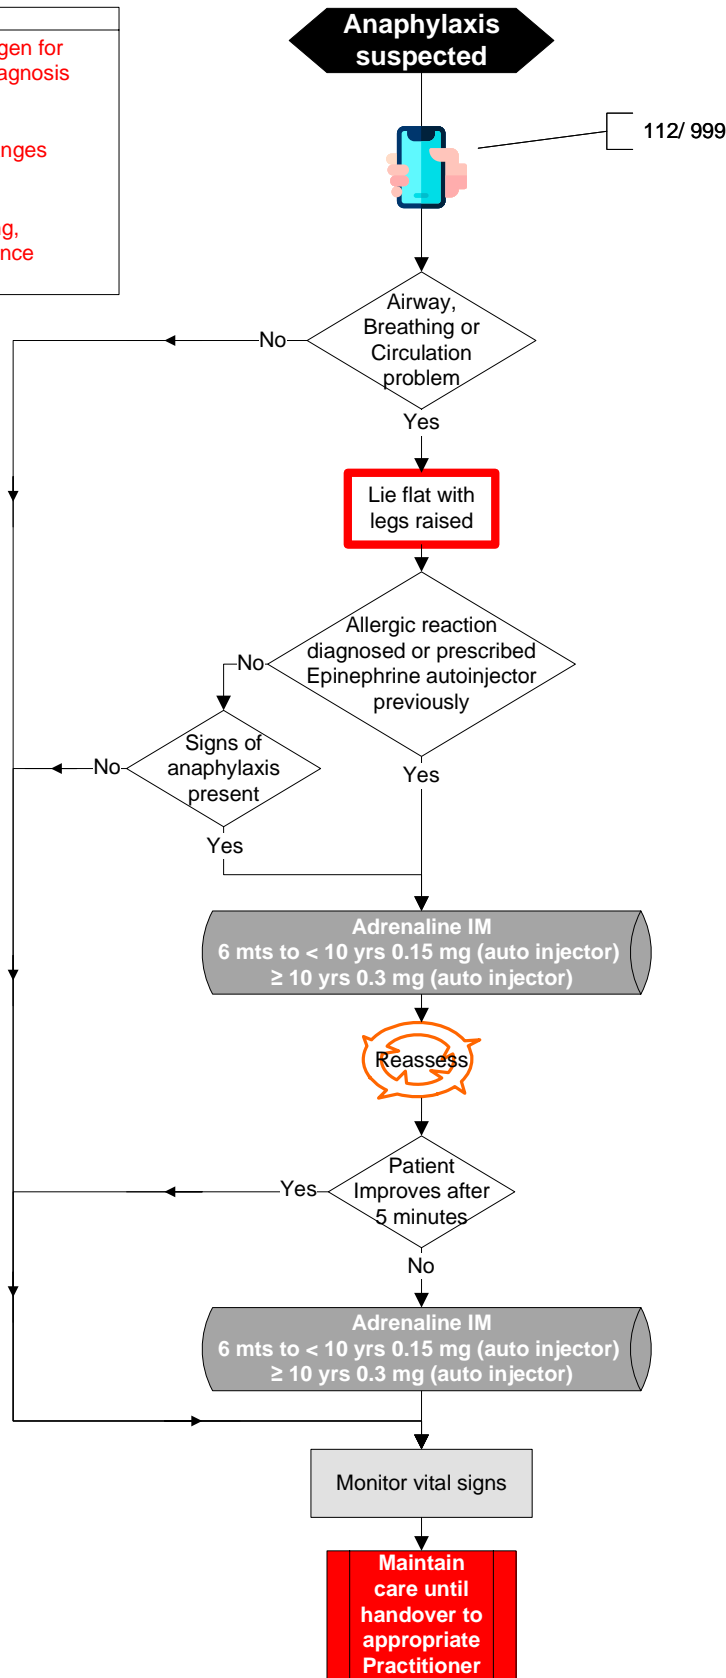 Anaphylaxis
suspected
gen for
agnosis
nges
g,
nce
112/ 999
Airway,
Breathing or
Circulation
problem
No
Yes
Lie flat with
legs raised
Allergic reaction
diagnosed or prescribed
Epinephrine autoinjector
previously
No
Signs of
anaphylaxis
present
No
Yes
Yes
Adrenaline IM
6 mts to < 10 yrs 0.15 mg (auto injector)
≥ 10 yrs 0.3 mg (auto injector)
Reassess
Patient
Improves after
5 minutes
Yes
No
Adrenaline IM
6 mts to < 10 yrs 0.15 mg (auto injector)
≥ 10 yrs 0.3 mg (auto injector)
Monitor vital signs
Maintain
care until
handover to
appropriate
Practitioner